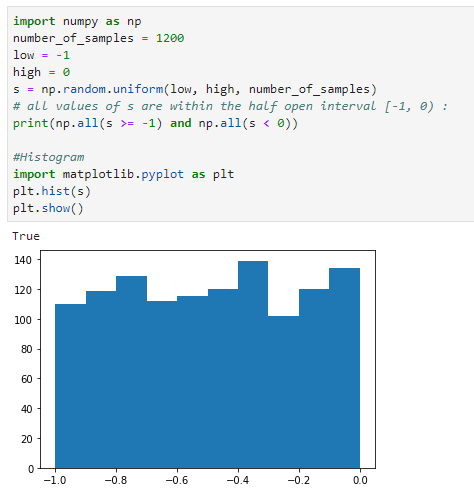 import numpy as np
number_of_samples = 1200
low = -1
high = 0
s = np.random.uniform(low, high, number_of_samples)
# all values of s are within the half open interval [-1, 0) :
print(np.all(s >= -1) and np.all(s < 0))
#Histogram
import matplotlib.pyplot as plt
plt.hist(s)
plt.show()
True
140
120
100
80
60
40
20
0
−1.0 −0.8 −0.6 −0.4 −0.2 0.0